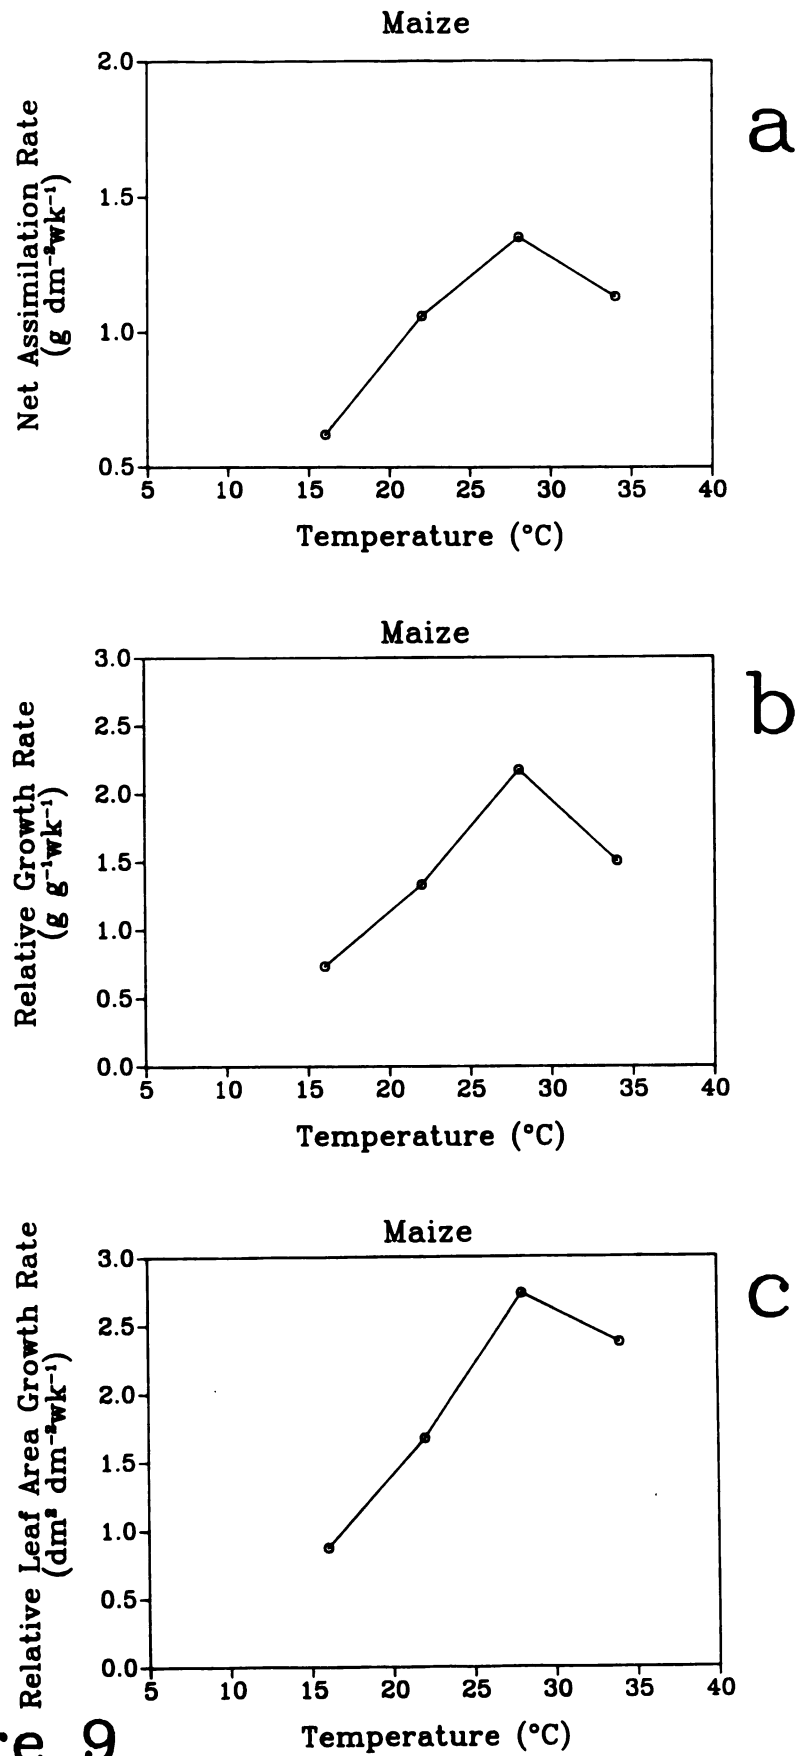 Maize
a
2.0
1.5
1.0
0.5
Net Assimilation Rate
(g dm⁻²wk⁻¹)
5 10 15 20 25 30 35 40
Temperature (°C)
Maize
b
3.0
2.5
2.0
1.5
1.0
0.5
0.0
Relative Growth Rate
(g g⁻¹wk⁻¹)
5 10 15 20 25 30 35 40
Temperature (°C)
Maize
c
3.0
2.5
2.0
1.5
1.0
0.5
0.0
Relative Leaf Area Growth Rate
(dm² dm⁻²wk⁻¹)
5 10 15 20 25 30 35 40
Temperature (°C)
9